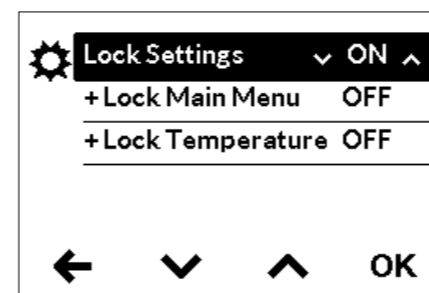 Lock Settings ON
+ Lock Main Menu OFF
+ Lock Temperature OFF
OK